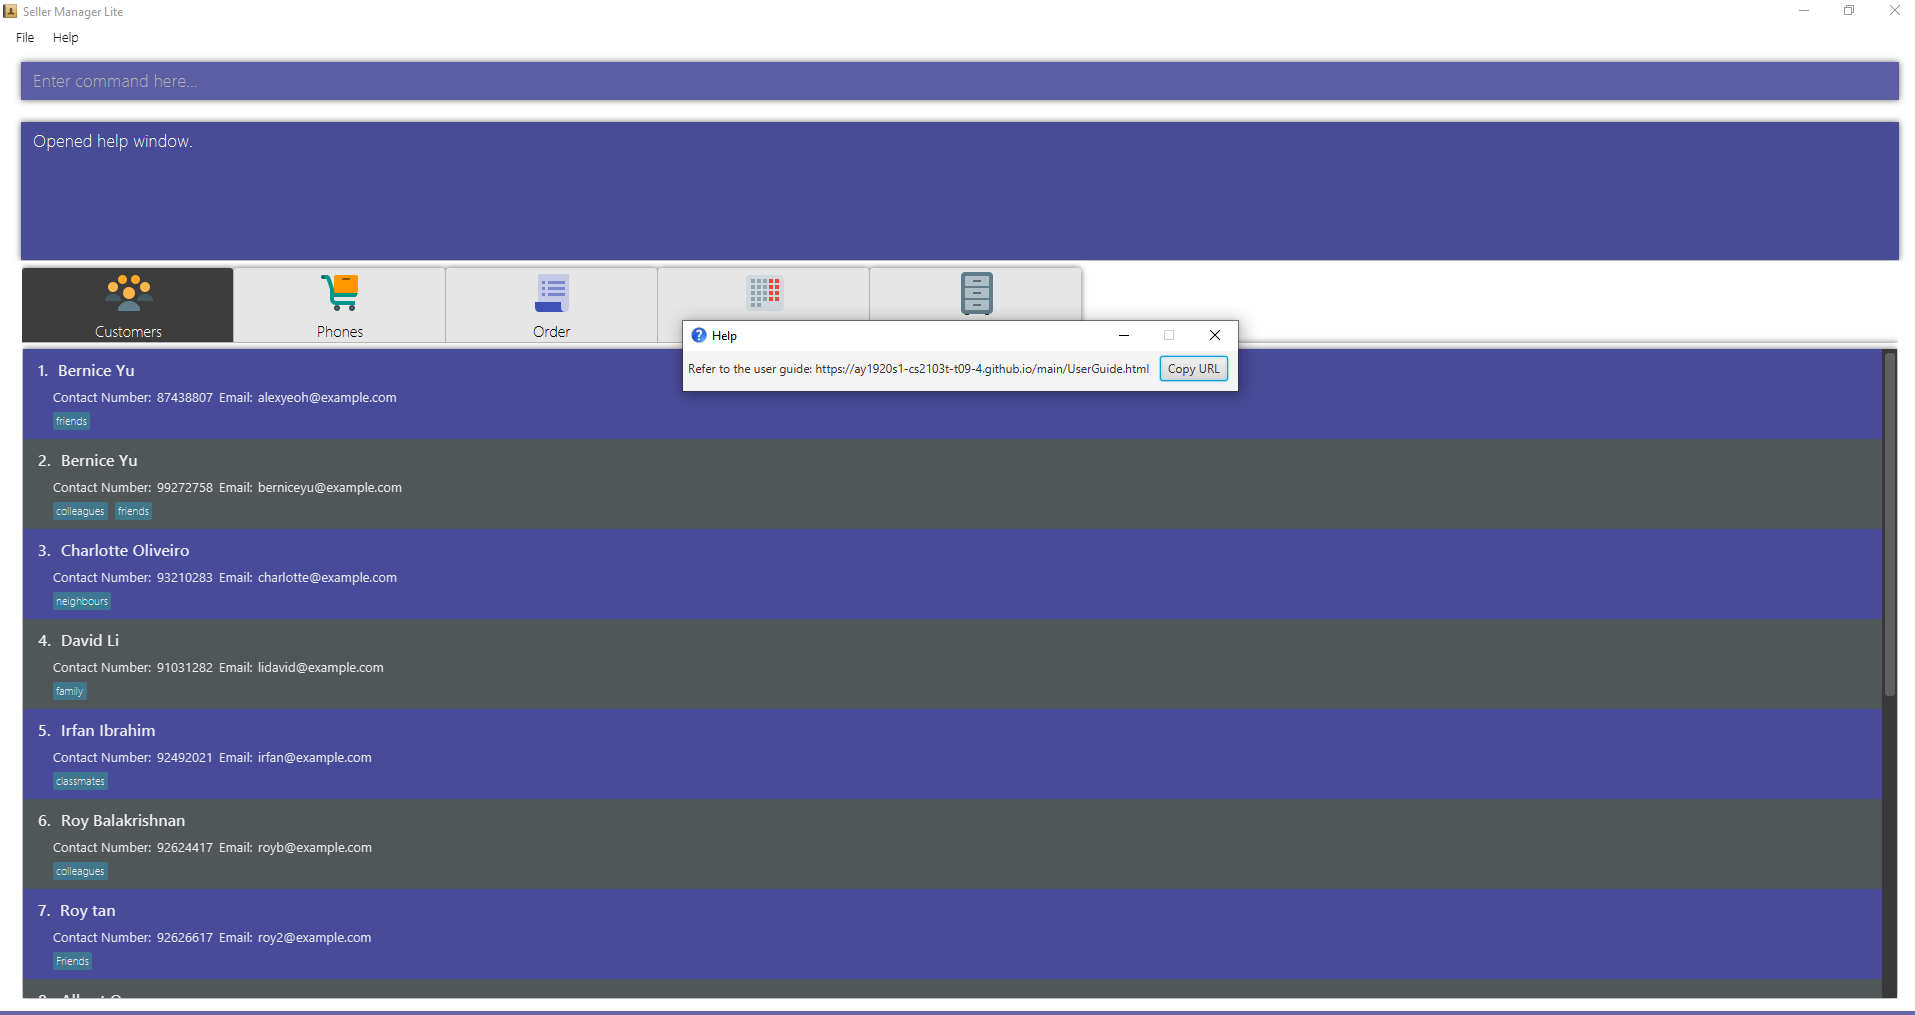 Seller Manager Lite
File Help
Enter command here...
Opened help window.
Customers Phones Order
Help
Refer to the user guide: https://ay1920s1-cs2103t-t09-4.github.io/main/UserGuide.html Copy URL
1. Bernice Yu
Contact Number: 87438807 Email: alexyeoh@example.com
friends
2. Bernice Yu
Contact Number: 99272758 Email: berniceyu@example.com
colleagues friends
3. Charlotte Oliveiro
Contact Number: 93210283 Email: charlotte@example.com
neighbours
4. David Li
Contact Number: 91031282 Email: lidavid@example.com
family
5. Irfan Ibrahim
Contact Number: 92492021 Email: irfan@example.com
classmates
6. Roy Balakrishnan
Contact Number: 92624417 Email: royb@example.com
colleagues
7. Roy tan
Contact Number: 92626617 Email: roy2@example.com
Friends